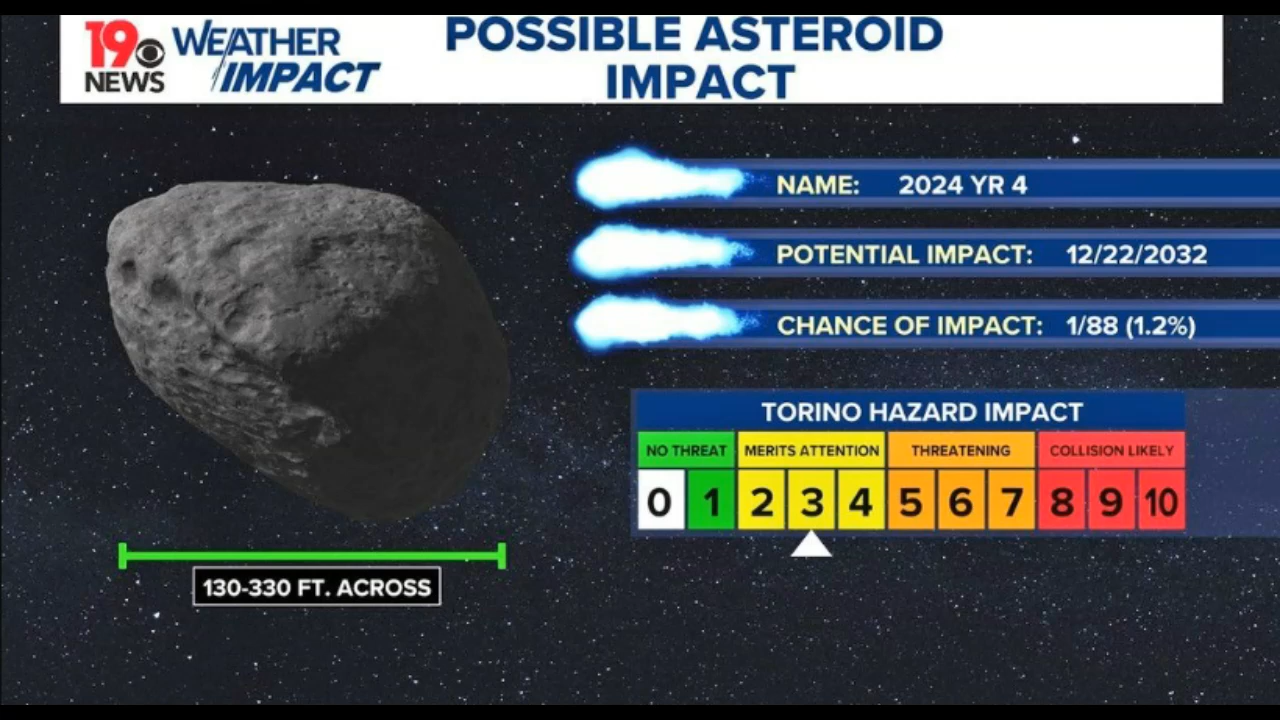 19
NEWS
WEATHER
IMPACT
POSSIBLE ASTEROID
IMPACT
NAME: 2024 YR 4
POTENTIAL IMPACT: 12/22/2032
CHANCE OF IMPACT: 1/88 (1.2%)
TORINO HAZARD IMPACT
NO THREAT MERITS ATTENTION THREATENING COLLISION LIKELY
0 1 2 3 4 5 6 7 8 9 10
130-330 FT. ACROSS